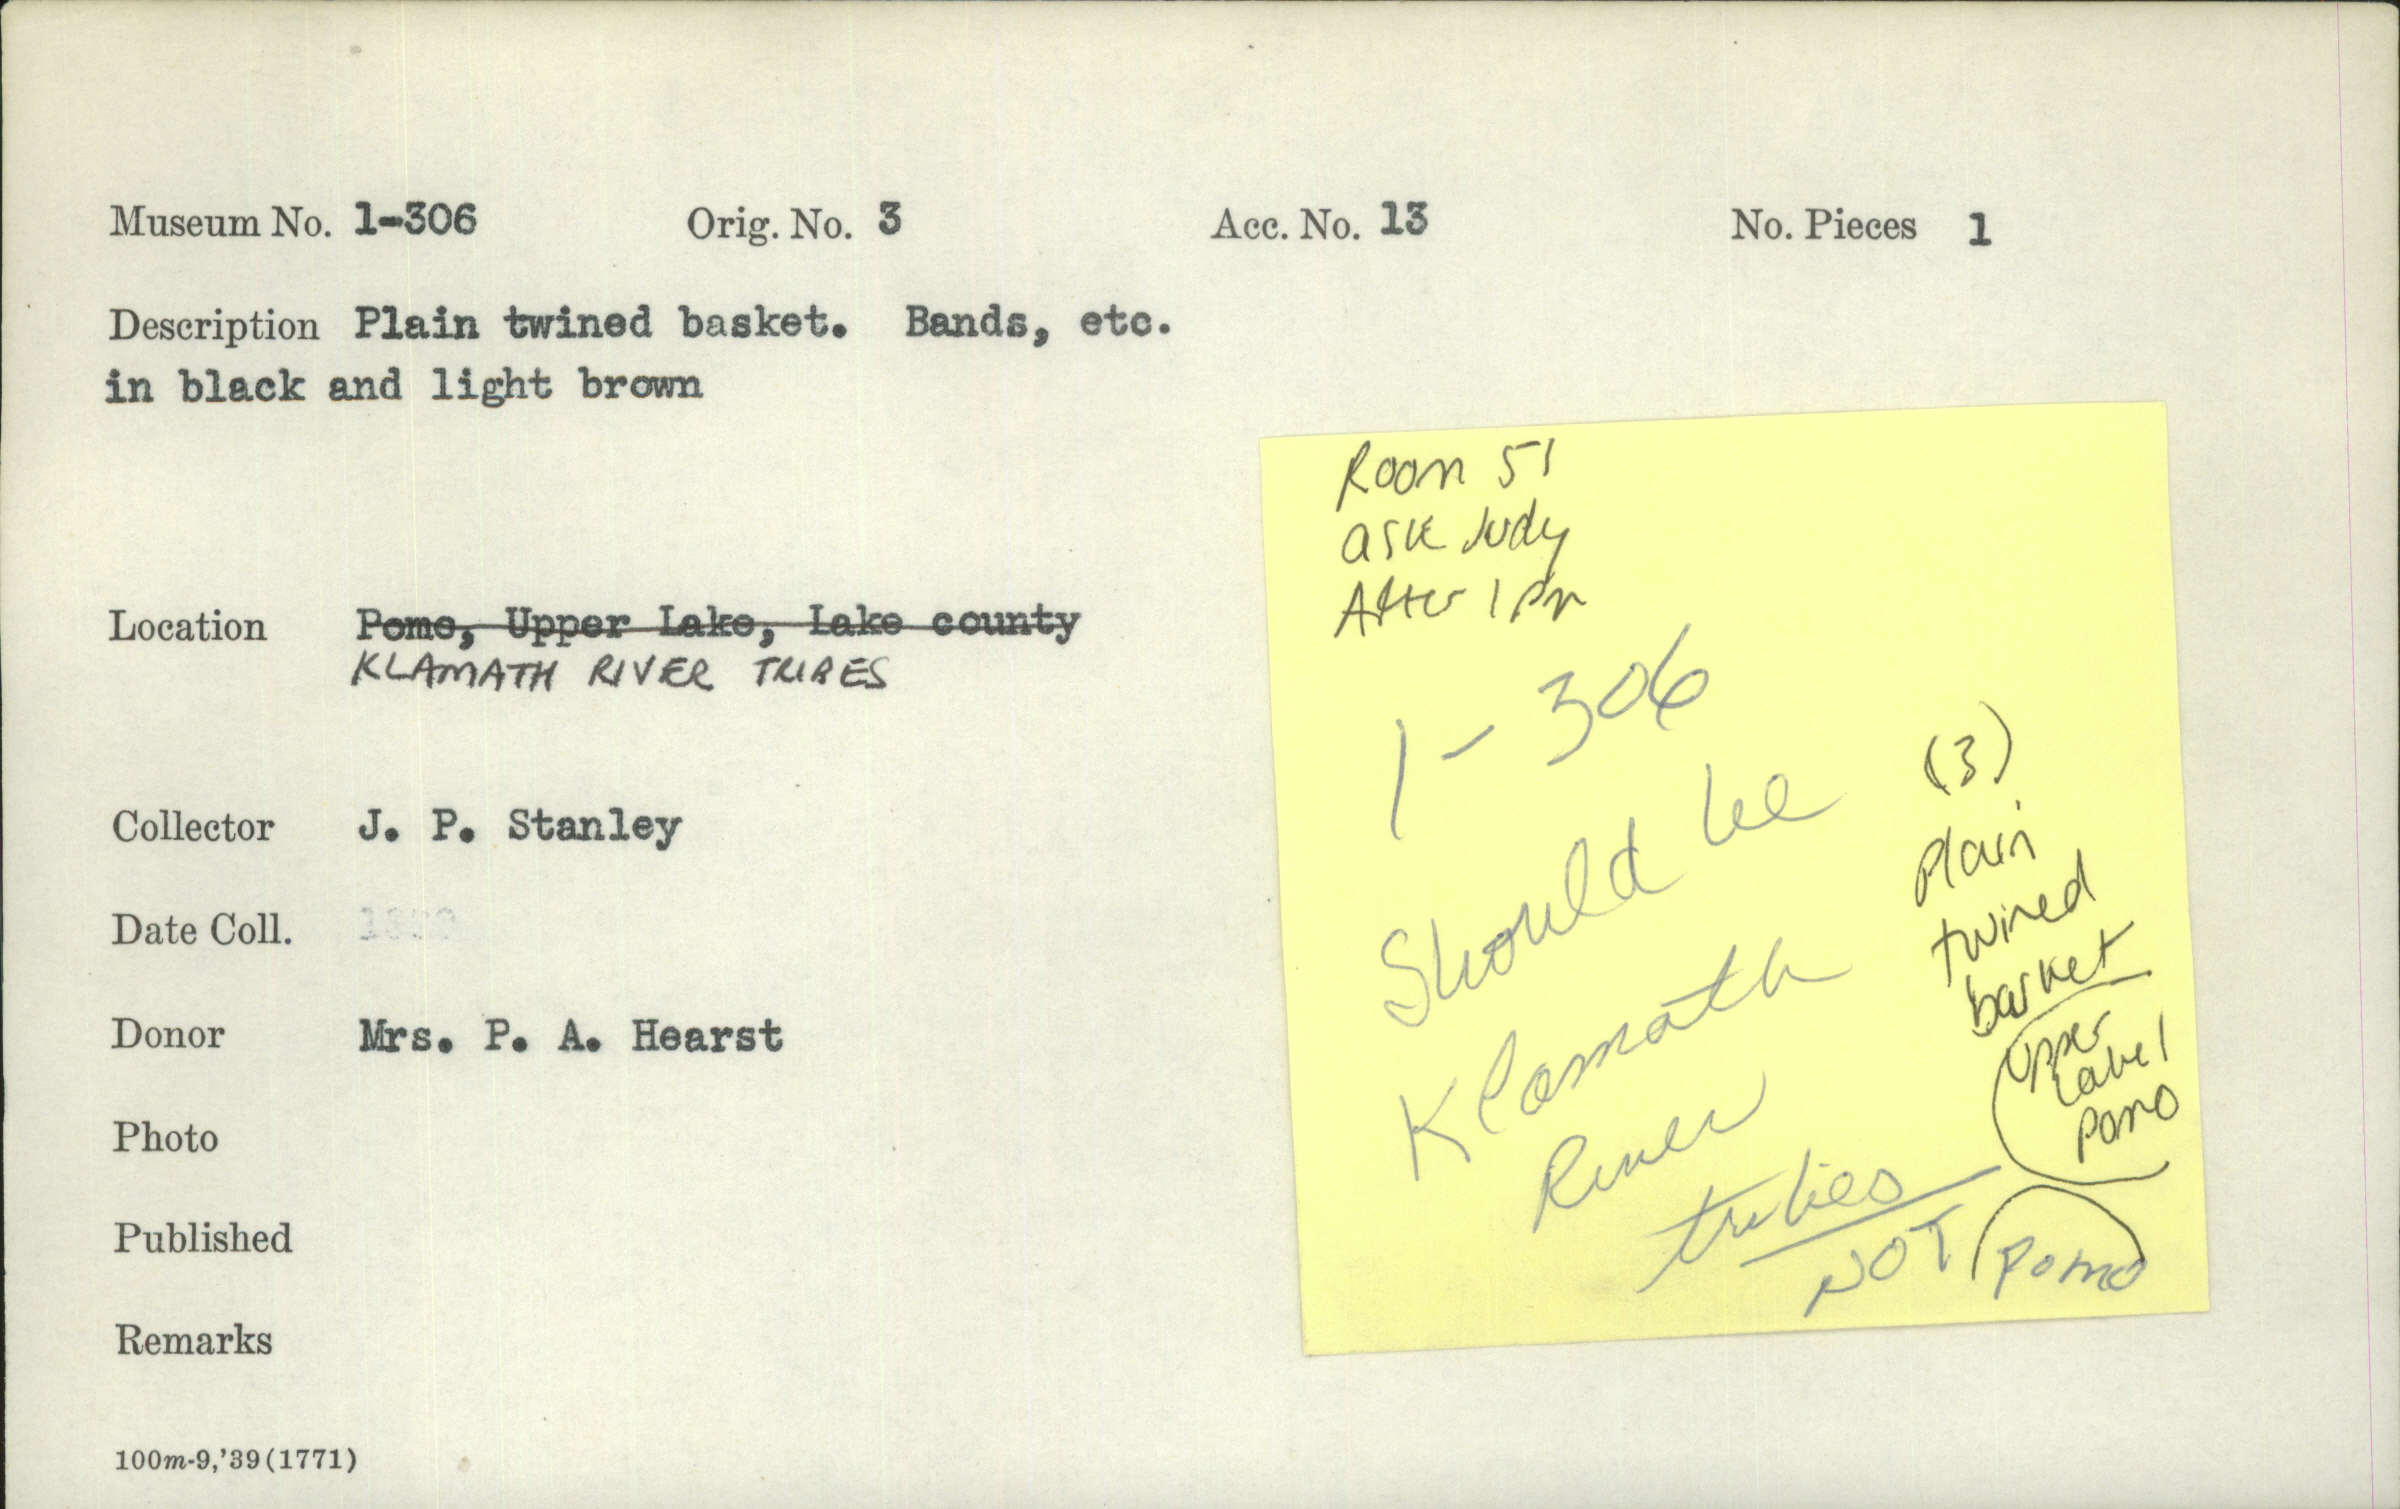 Museum No. 1-306 Orig. No. 3 Acc. No. 13 No. Pieces 1
Description Plain twined basket. Bands, etc.
in black and light brown
Location Pomo, Upper Lake, Lake county
KLAMATH RIVER TRIBES
Collector J. P. Stanley
Date Coll.
Donor Mrs. P. A. Hearst
Photo
Published
Remarks
100m-9,'39(1771)
Room 51
ask Judy
After 1 pm
1-306
Should be
Klamath
River
tribes
NOT Pomo
(3)
plain
twined
basket
Upper
Lake/
Pomo